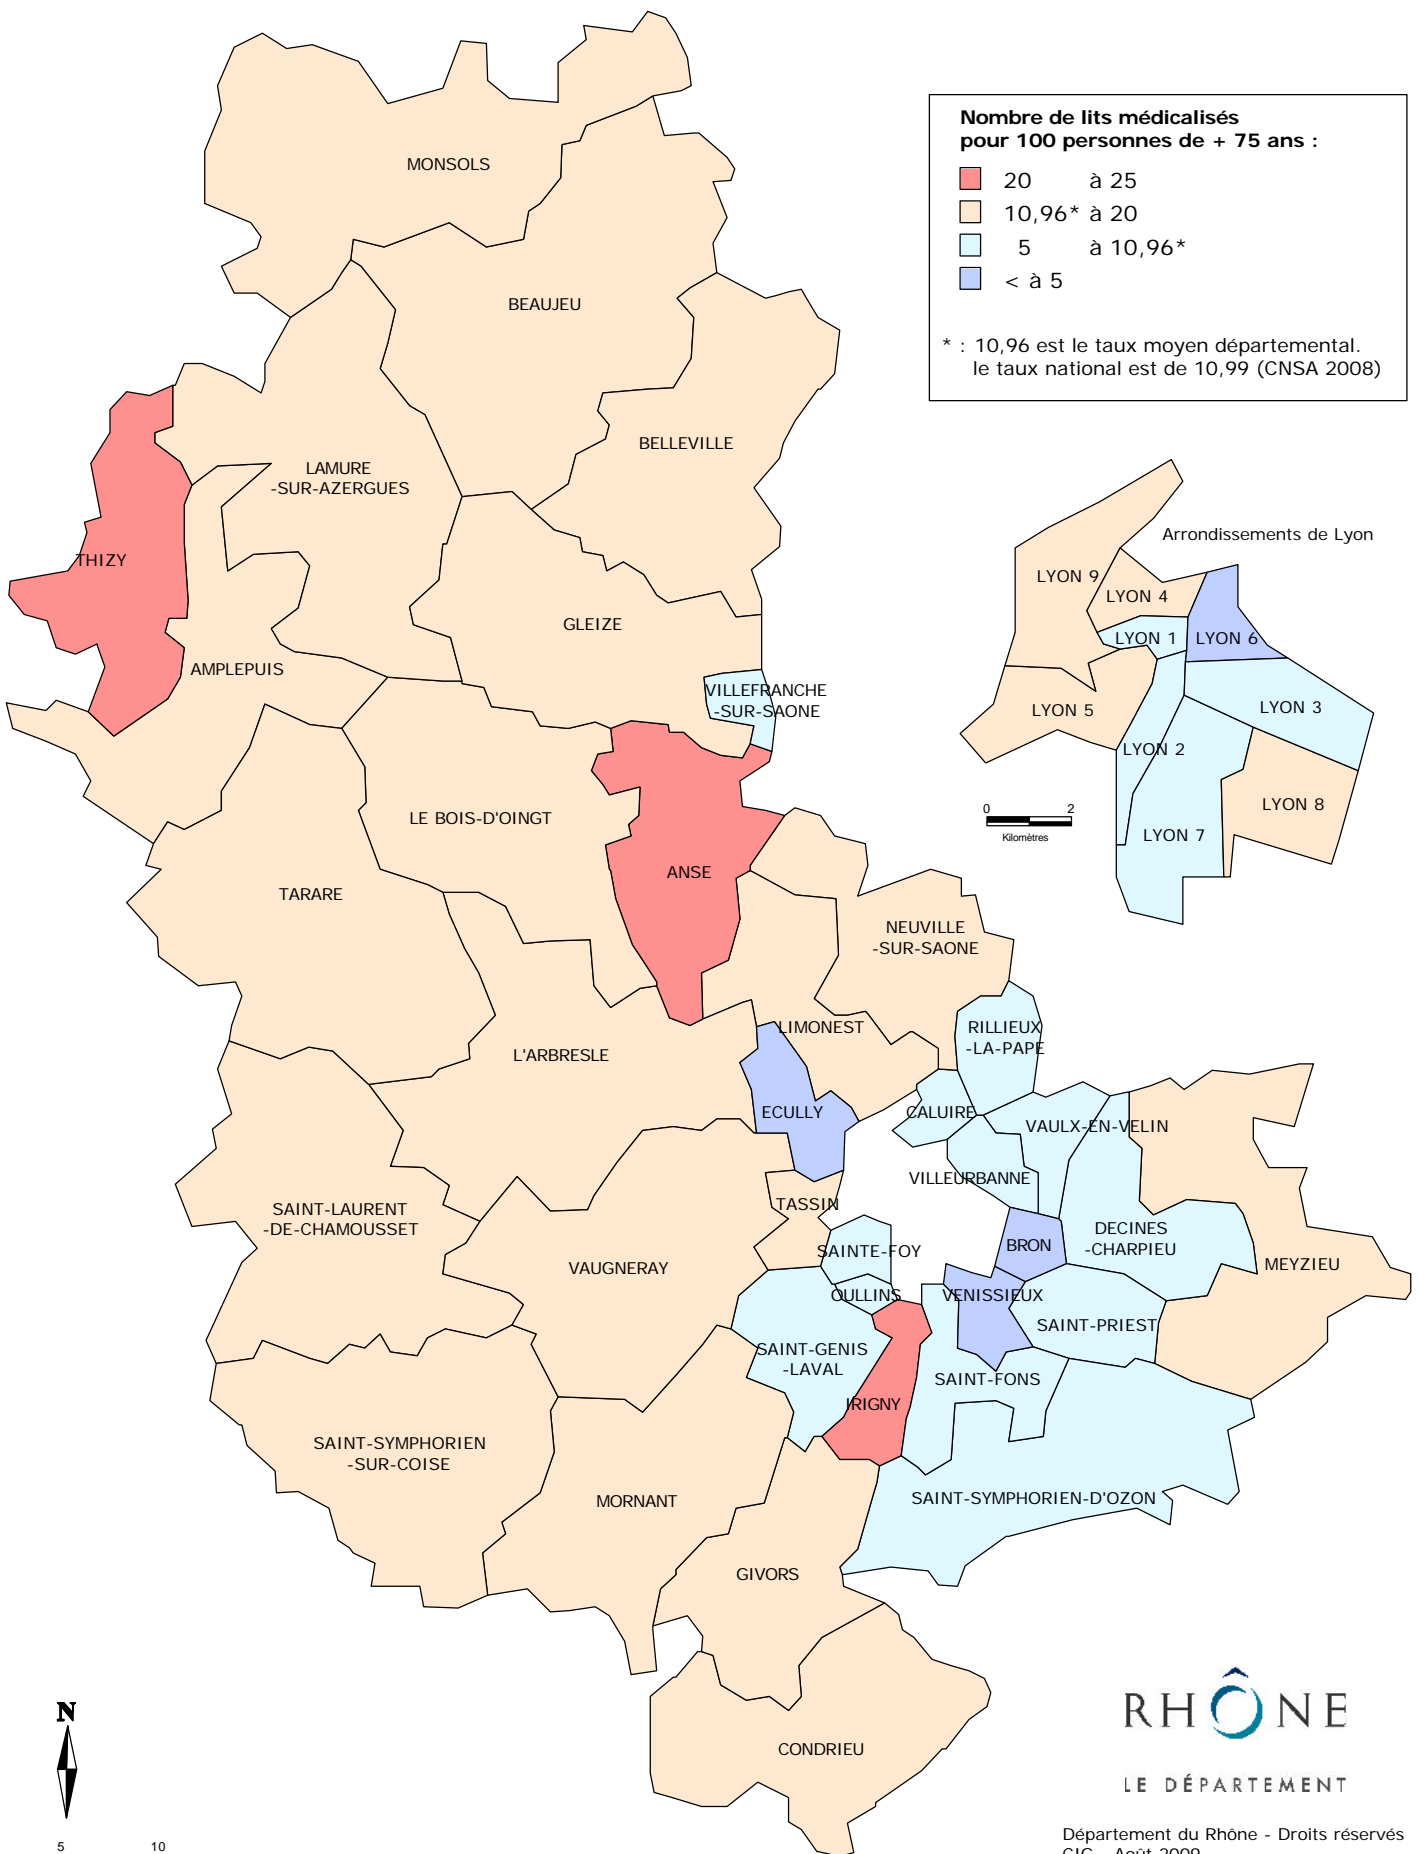 Nombre de lits médicalisés
pour 100 personnes de + 75 ans :
20 à 25
10,96* à 20
5 à 10,96*
< à 5
* : 10,96 est le taux moyen départemental.
le taux national est de 10,99 (CNSA 2008)
MONSOLS
BEAUJEU
BELLEVILLE
LAMURE
-SUR-AZERGUES
THIZY
GLEIZE
AMPLEPUIS
VILLEFRANCHE
-SUR-SAONE
LE BOIS-D'OINGT
ANSE
TARARE
NEUVILLE
-SUR-SAONE
LIMONEST
RILLIEUX
-LA-PAPE
L'ARBRESLE
ECULLY
CALUIRE
VAULX-EN-VELIN
VILLEURBANNE
SAINT-LAURENT
-DE-CHAMOUSSET
TASSIN
DECINES
-CHARPIEU
SAINTE-FOY
BRON
MEYZIEU
VAUGNERAY
OULLINS
VENISSIEUX
SAINT-PRIEST
SAINT-GENIS
-LAVAL
SAINT-FONS
IRIGNY
SAINT-SYMPHORIEN
-SUR-COISE
MORNANT
SAINT-SYMPHORIEN-D'OZON
GIVORS
CONDRIEU
Arrondissements de Lyon
LYON 9
LYON 4
LYON 1
LYON 6
LYON 5
LYON 3
LYON 2
LYON 8
LYON 7
0 2
Kilomètres
N
5 10
RHÔNE
LE DÉPARTEMENT
Département du Rhône - Droits réservés
CIG - Août 2009